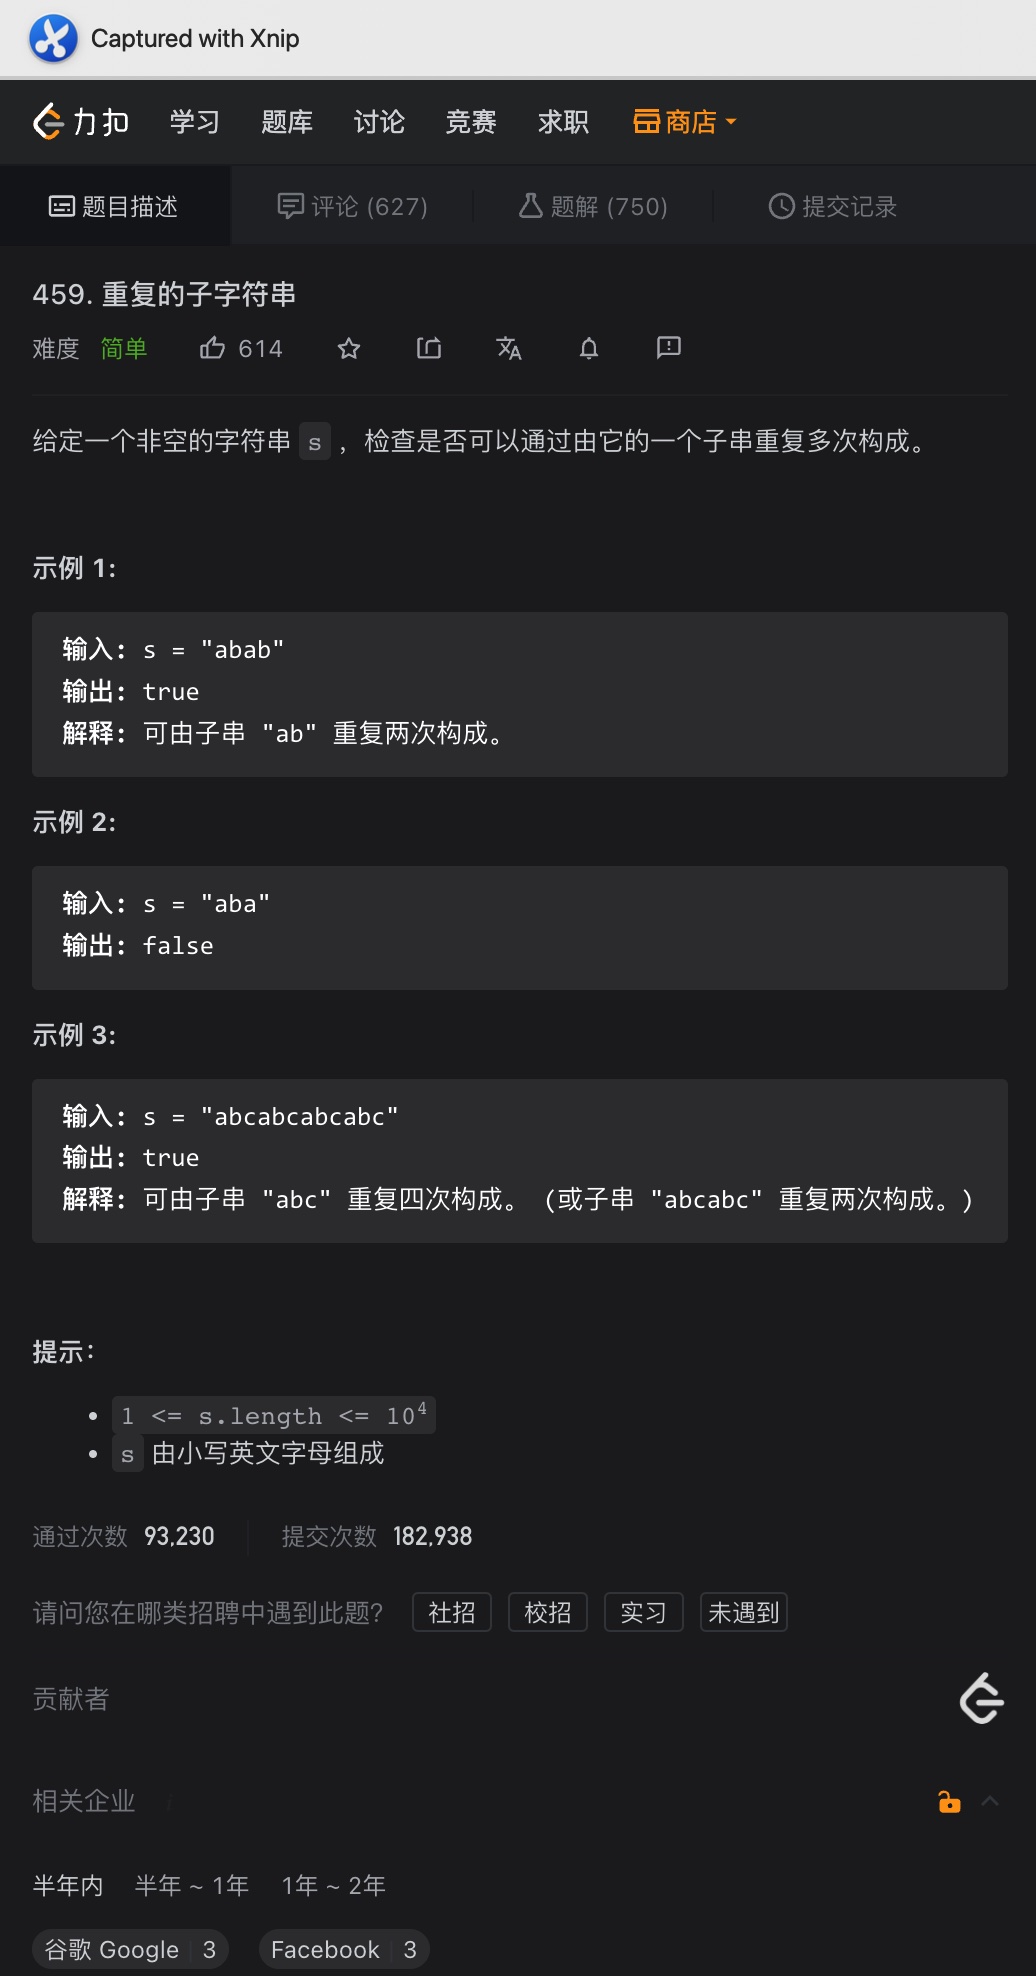 Captured with Xnip
力扣 学习 题库 讨论 竞赛 求职 商店
题目描述 评论 (627) 题解 (750) 提交记录
459. 重复的子字符串
难度 简单 614
给定一个非空的字符串 s ，检查是否可以通过由它的一个子串重复多次构成。
示例 1:
输入: s = "abab"
输出: true
解释: 可由子串 "ab" 重复两次构成。
示例 2:
输入: s = "aba"
输出: false
示例 3:
输入: s = "abcabcabcabc"
输出: true
解释: 可由子串 "abc" 重复四次构成。 (或子串 "abcabc" 重复两次构成。)
提示：
1 <= s.length <= 10⁴
s 由小写英文字母组成
通过次数 93,230 提交次数 182,938
请问您在哪类招聘中遇到此题? 社招 校招 实习 未遇到
贡献者
相关企业 i
半年内 半年 ~ 1年 1年 ~ 2年
谷歌 Google 3 Facebook 3